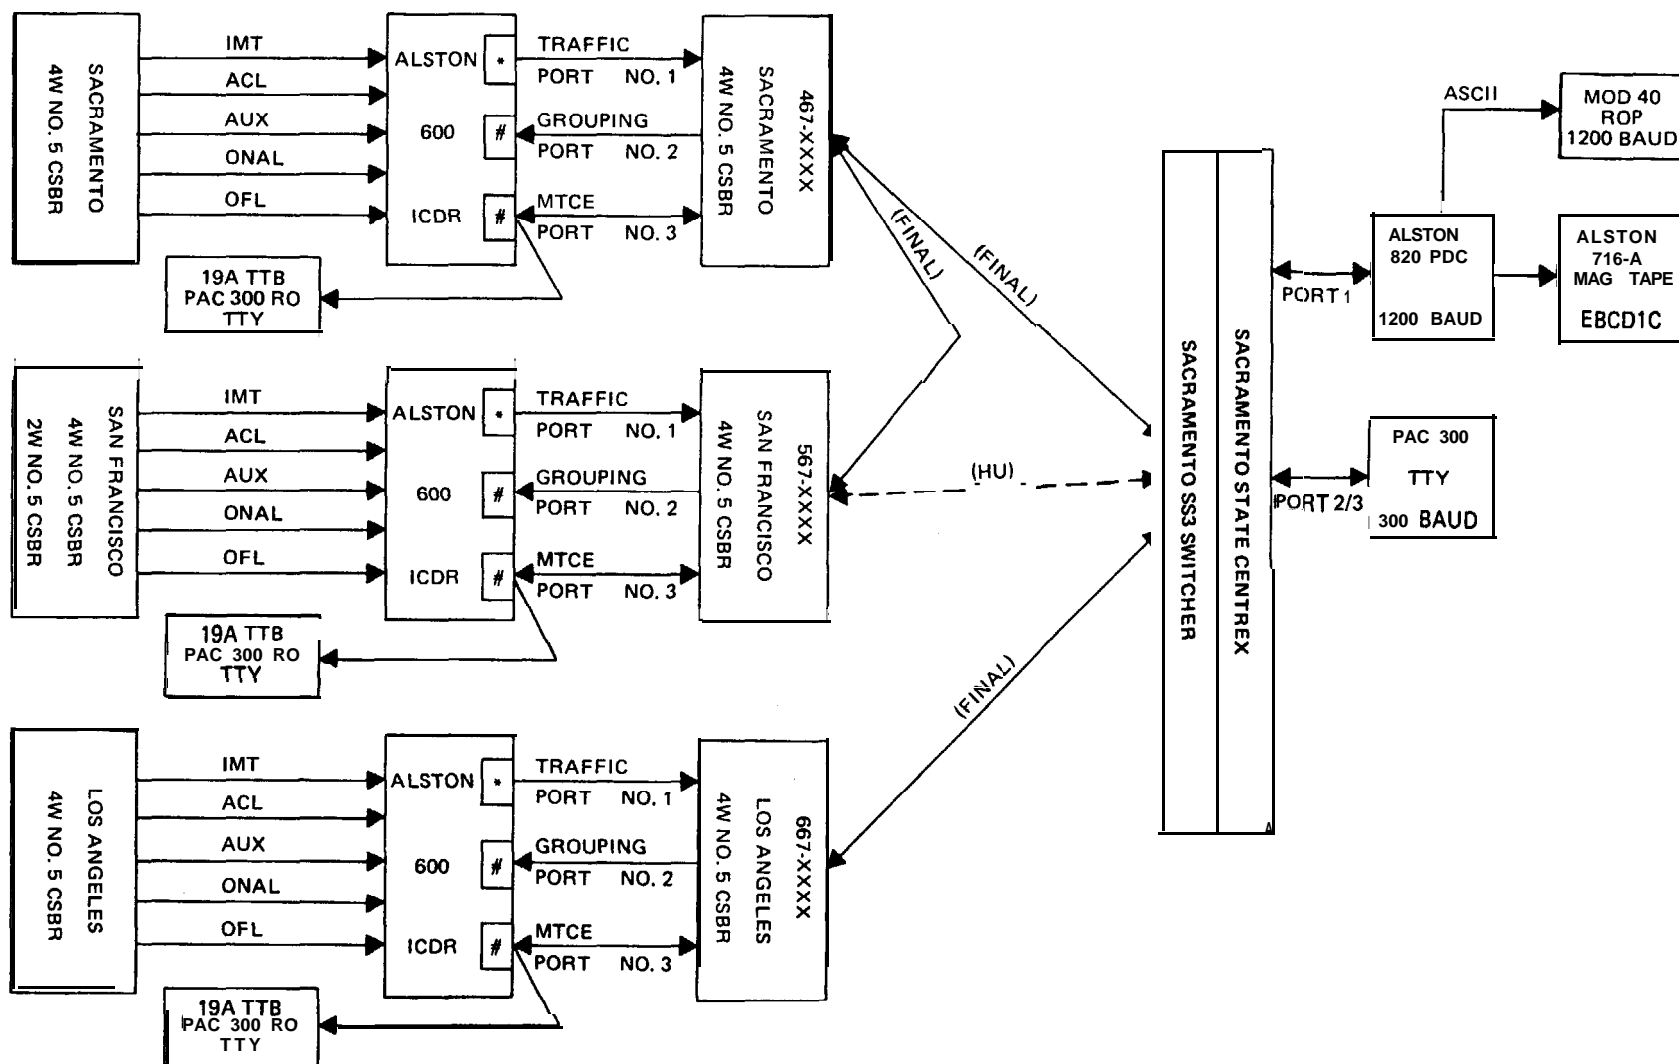 SACRAMENTO
4W NO. 5 CSBR
IMT
ACL
AUX
ONAL
OFL
ALSTON
600
ICDR
*
#
#
TRAFFIC
PORT NO. 1
GROUPING
PORT NO. 2
MTCE
PORT NO. 3
467-XXXX
SACRAMENTO
4W NO. 5 CSBR
19A TTB
PAC 300 RO
TTY
SAN FRANCISCO
4W NO. 5 CSBR
2W NO. 5 CSBR
IMT
ACL
AUX
ONAL
OFL
ALSTON
600
ICDR
*
#
#
TRAFFIC
PORT NO. 1
GROUPING
PORT NO. 2
MTCE
PORT NO. 3
567-XXXX
SAN FRANCISCO
4W NO. 5 CSBR
19A TTB
PAC 300 RO
TTY
LOS ANGELES
4W NO. 5 CSBR
IMT
ACL
AUX
ONAL
OFL
ALSTON
600
ICDR
*
#
#
TRAFFIC
PORT NO. 1
GROUPING
PORT NO. 2
MTCE
PORT NO. 3
667-XXXX
LOS ANGELES
4W NO. 5 CSBR
19A TTB
PAC 300 RO
TTY
(FINAL)
(FINAL)
(HU)
(FINAL)
SACRAMENTO STATE CENTREX
SACRAMENTO SS3 SWITCHER
PORT 1
PORT 2/3
ASCII
MOD 40
ROP
1200 BAUD
ALSTON
820 PDC
1200 BAUD
ALSTON
716-A
MAG TAPE
EBCD1C
PAC 300
TTY
300 BAUD